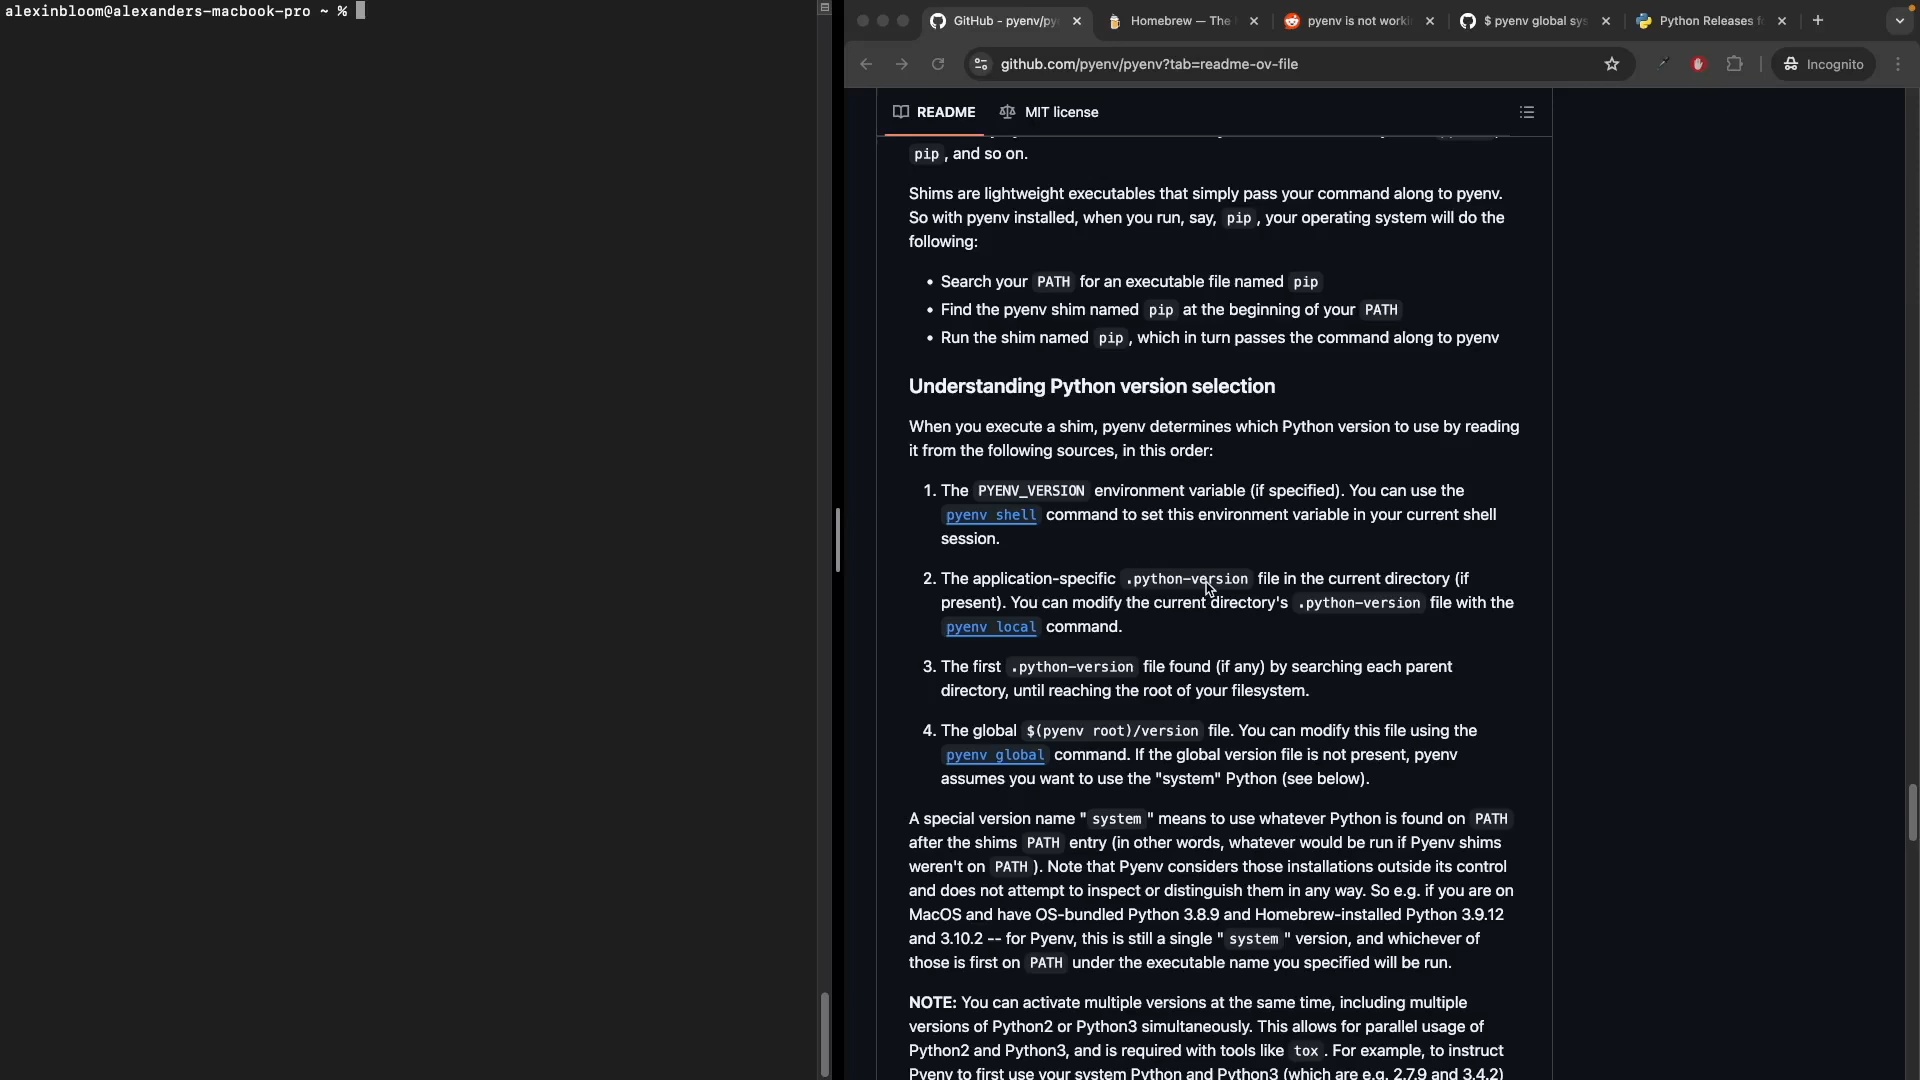 alexinbloom@alexanders-macbook-pro ~ %
GitHub - pyenv/py
Homebrew — The
pyenv is not worki
$ pyenv global sys
Python Releases f
github.com/pyenv/pyenv?tab=readme-ov-file
Incognito
README
MIT license
pip , and so on.
Shims are lightweight executables that simply pass your command along to pyenv.
So with pyenv installed, when you run, say, pip , your operating system will do the
following:
• Search your PATH for an executable file named pip
• Find the pyenv shim named pip at the beginning of your PATH
• Run the shim named pip , which in turn passes the command along to pyenv
Understanding Python version selection
When you execute a shim, pyenv determines which Python version to use by reading
it from the following sources, in this order:
1. The PYENV_VERSION environment variable (if specified). You can use the
pyenv shell command to set this environment variable in your current shell
session.
2. The application-specific .python-version file in the current directory (if
present). You can modify the current directory's .python-version file with the
pyenv local command.
3. The first .python-version file found (if any) by searching each parent
directory, until reaching the root of your filesystem.
4. The global $(pyenv root)/version file. You can modify this file using the
pyenv global command. If the global version file is not present, pyenv
assumes you want to use the "system" Python (see below).
A special version name " system " means to use whatever Python is found on PATH
after the shims PATH entry (in other words, whatever would be run if Pyenv shims
weren't on PATH ). Note that Pyenv considers those installations outside its control
and does not attempt to inspect or distinguish them in any way. So e.g. if you are on
MacOS and have OS-bundled Python 3.8.9 and Homebrew-installed Python 3.9.12
and 3.10.2 -- for Pyenv, this is still a single " system " version, and whichever of
those is first on PATH under the executable name you specified will be run.
NOTE: You can activate multiple versions at the same time, including multiple
versions of Python2 or Python3 simultaneously. This allows for parallel usage of
Python2 and Python3, and is required with tools like tox . For example, to instruct
Pyenv to first use your system Python and Python3 (which are e.g. 2.7.9 and 3.4.2)